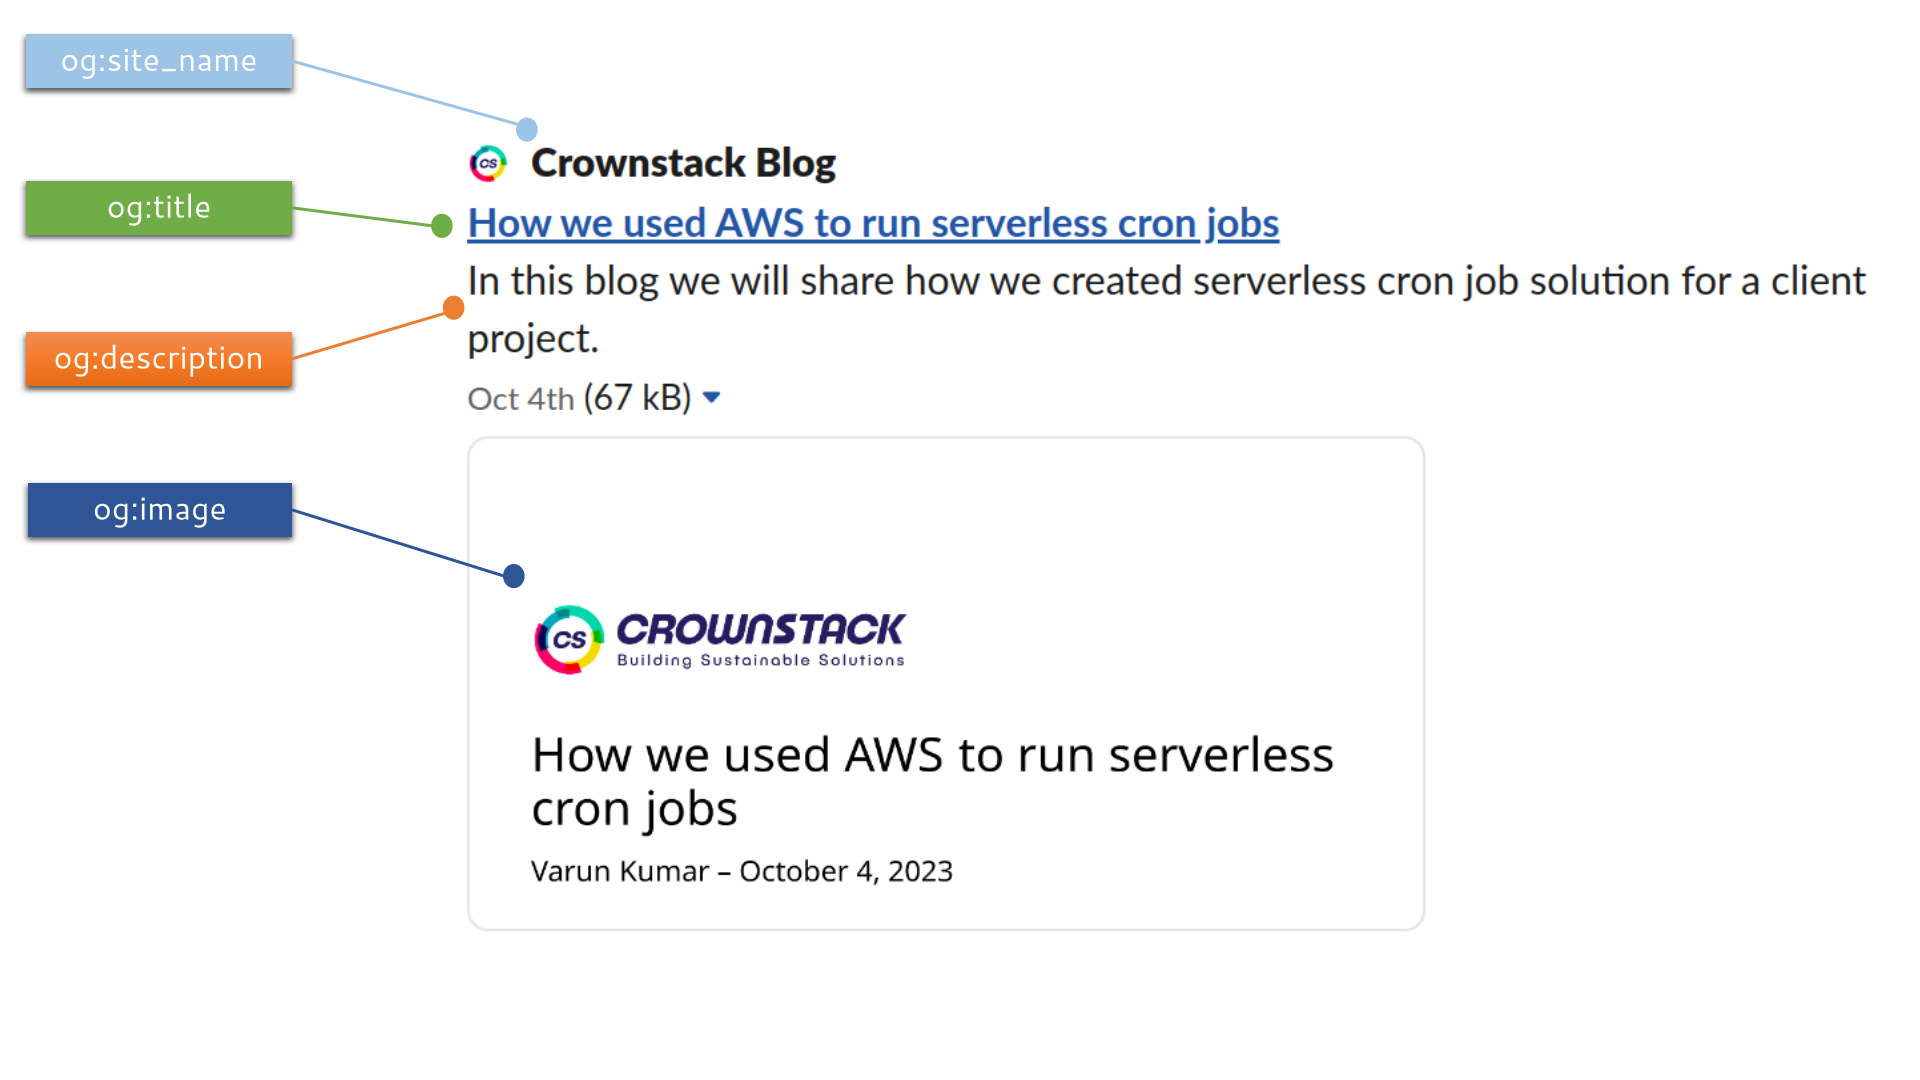 og:site_name
CS Crownstack Blog
og:title
How we used AWS to run serverless cron jobs
In this blog we will share how we created serverless cron job solution for a client
project.
og:description
Oct 4th (67 kB)
og:image
CS CROWNSTACK
Building Sustainable Solutions
How we used AWS to run serverless
cron jobs
Varun Kumar – October 4, 2023